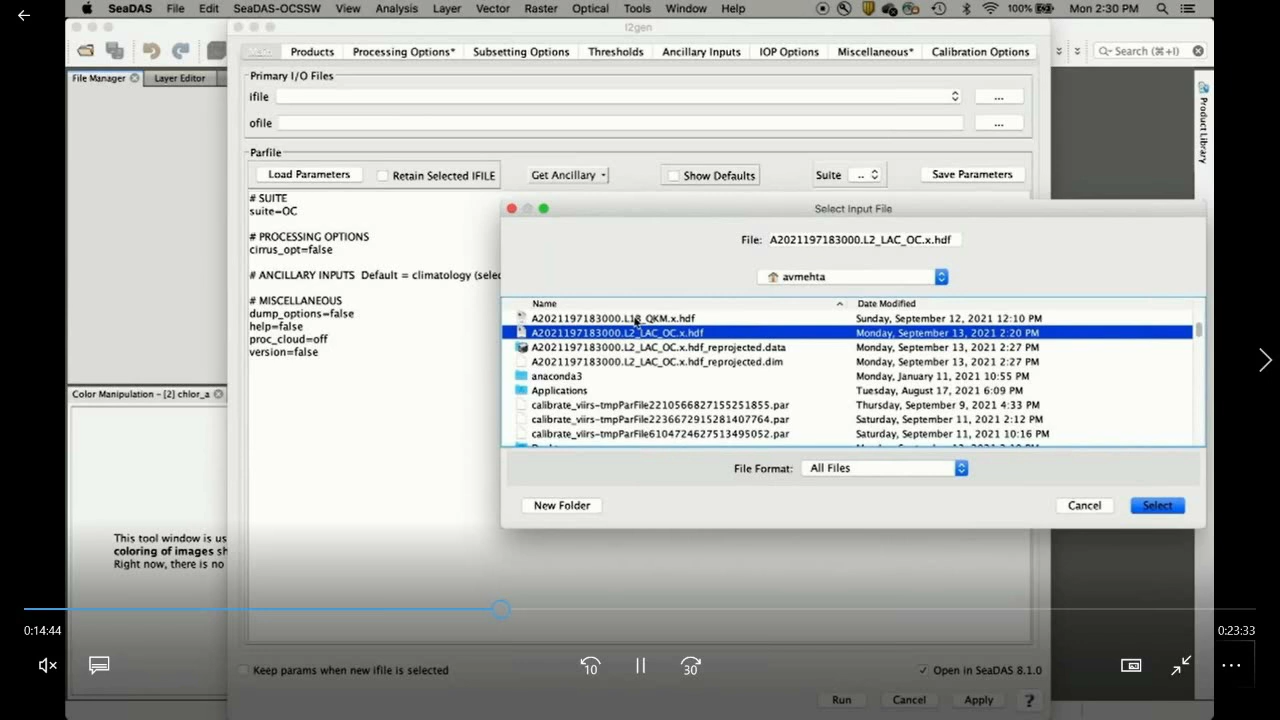 SeaDAS File Edit SeaDAS-OCSSW View Analysis Layer Vector Raster Optical Tools Window Help 100% Mon 2:30 PM
l2gen
Main Products Processing Options* Subsetting Options Thresholds Ancillary Inputs IOP Options Miscellaneous* Calibration Options
Search (⌘+I)
File Manager Layer Editor
Primary I/O Files
ifile ...
ofile ...
Product Library
Parfile
Load Parameters Retain Selected IFILE Get Ancillary Show Defaults Suite .. Save Parameters
# SUITE
suite=OC
# PROCESSING OPTIONS
cirrus_opt=false
# ANCILLARY INPUTS Default = climatology (selec
# MISCELLANEOUS
dump_options=false
help=false
proc_cloud=off
version=false
Select Input File
File: A2021197183000.L2_LAC_OC.x.hdf
avmehta
Name Date Modified
A2021197183000.L1B_QKM.x.hdf Sunday, September 12, 2021 12:10 PM
A2021197183000.L2_LAC_OC.x.hdf Monday, September 13, 2021 2:20 PM
A2021197183000.L2_LAC_OC.x.hdf_reprojected.data Monday, September 13, 2021 2:27 PM
A2021197183000.L2_LAC_OC.x.hdf_reprojected.dim Monday, September 13, 2021 2:27 PM
anaconda3 Monday, January 11, 2021 10:55 PM
Applications Tuesday, August 17, 2021 6:09 PM
calibrate_viirs-tmpParFile2210566827155251855.par Thursday, September 9, 2021 4:33 PM
calibrate_viirs-tmpParFile2236672915281407764.par Saturday, September 11, 2021 2:12 PM
calibrate_viirs-tmpParFile6104724627513495052.par Saturday, September 11, 2021 10:16 PM
File Format: All Files
New Folder Cancel Select
Color Manipulation - [2] chlor_a
This tool window is us
coloring of images sh
Right now, there is no
0:14:44 0:23:33
Keep params when new ifile is selected Open in SeaDAS 8.1.0
10 30
Run Cancel Apply ?